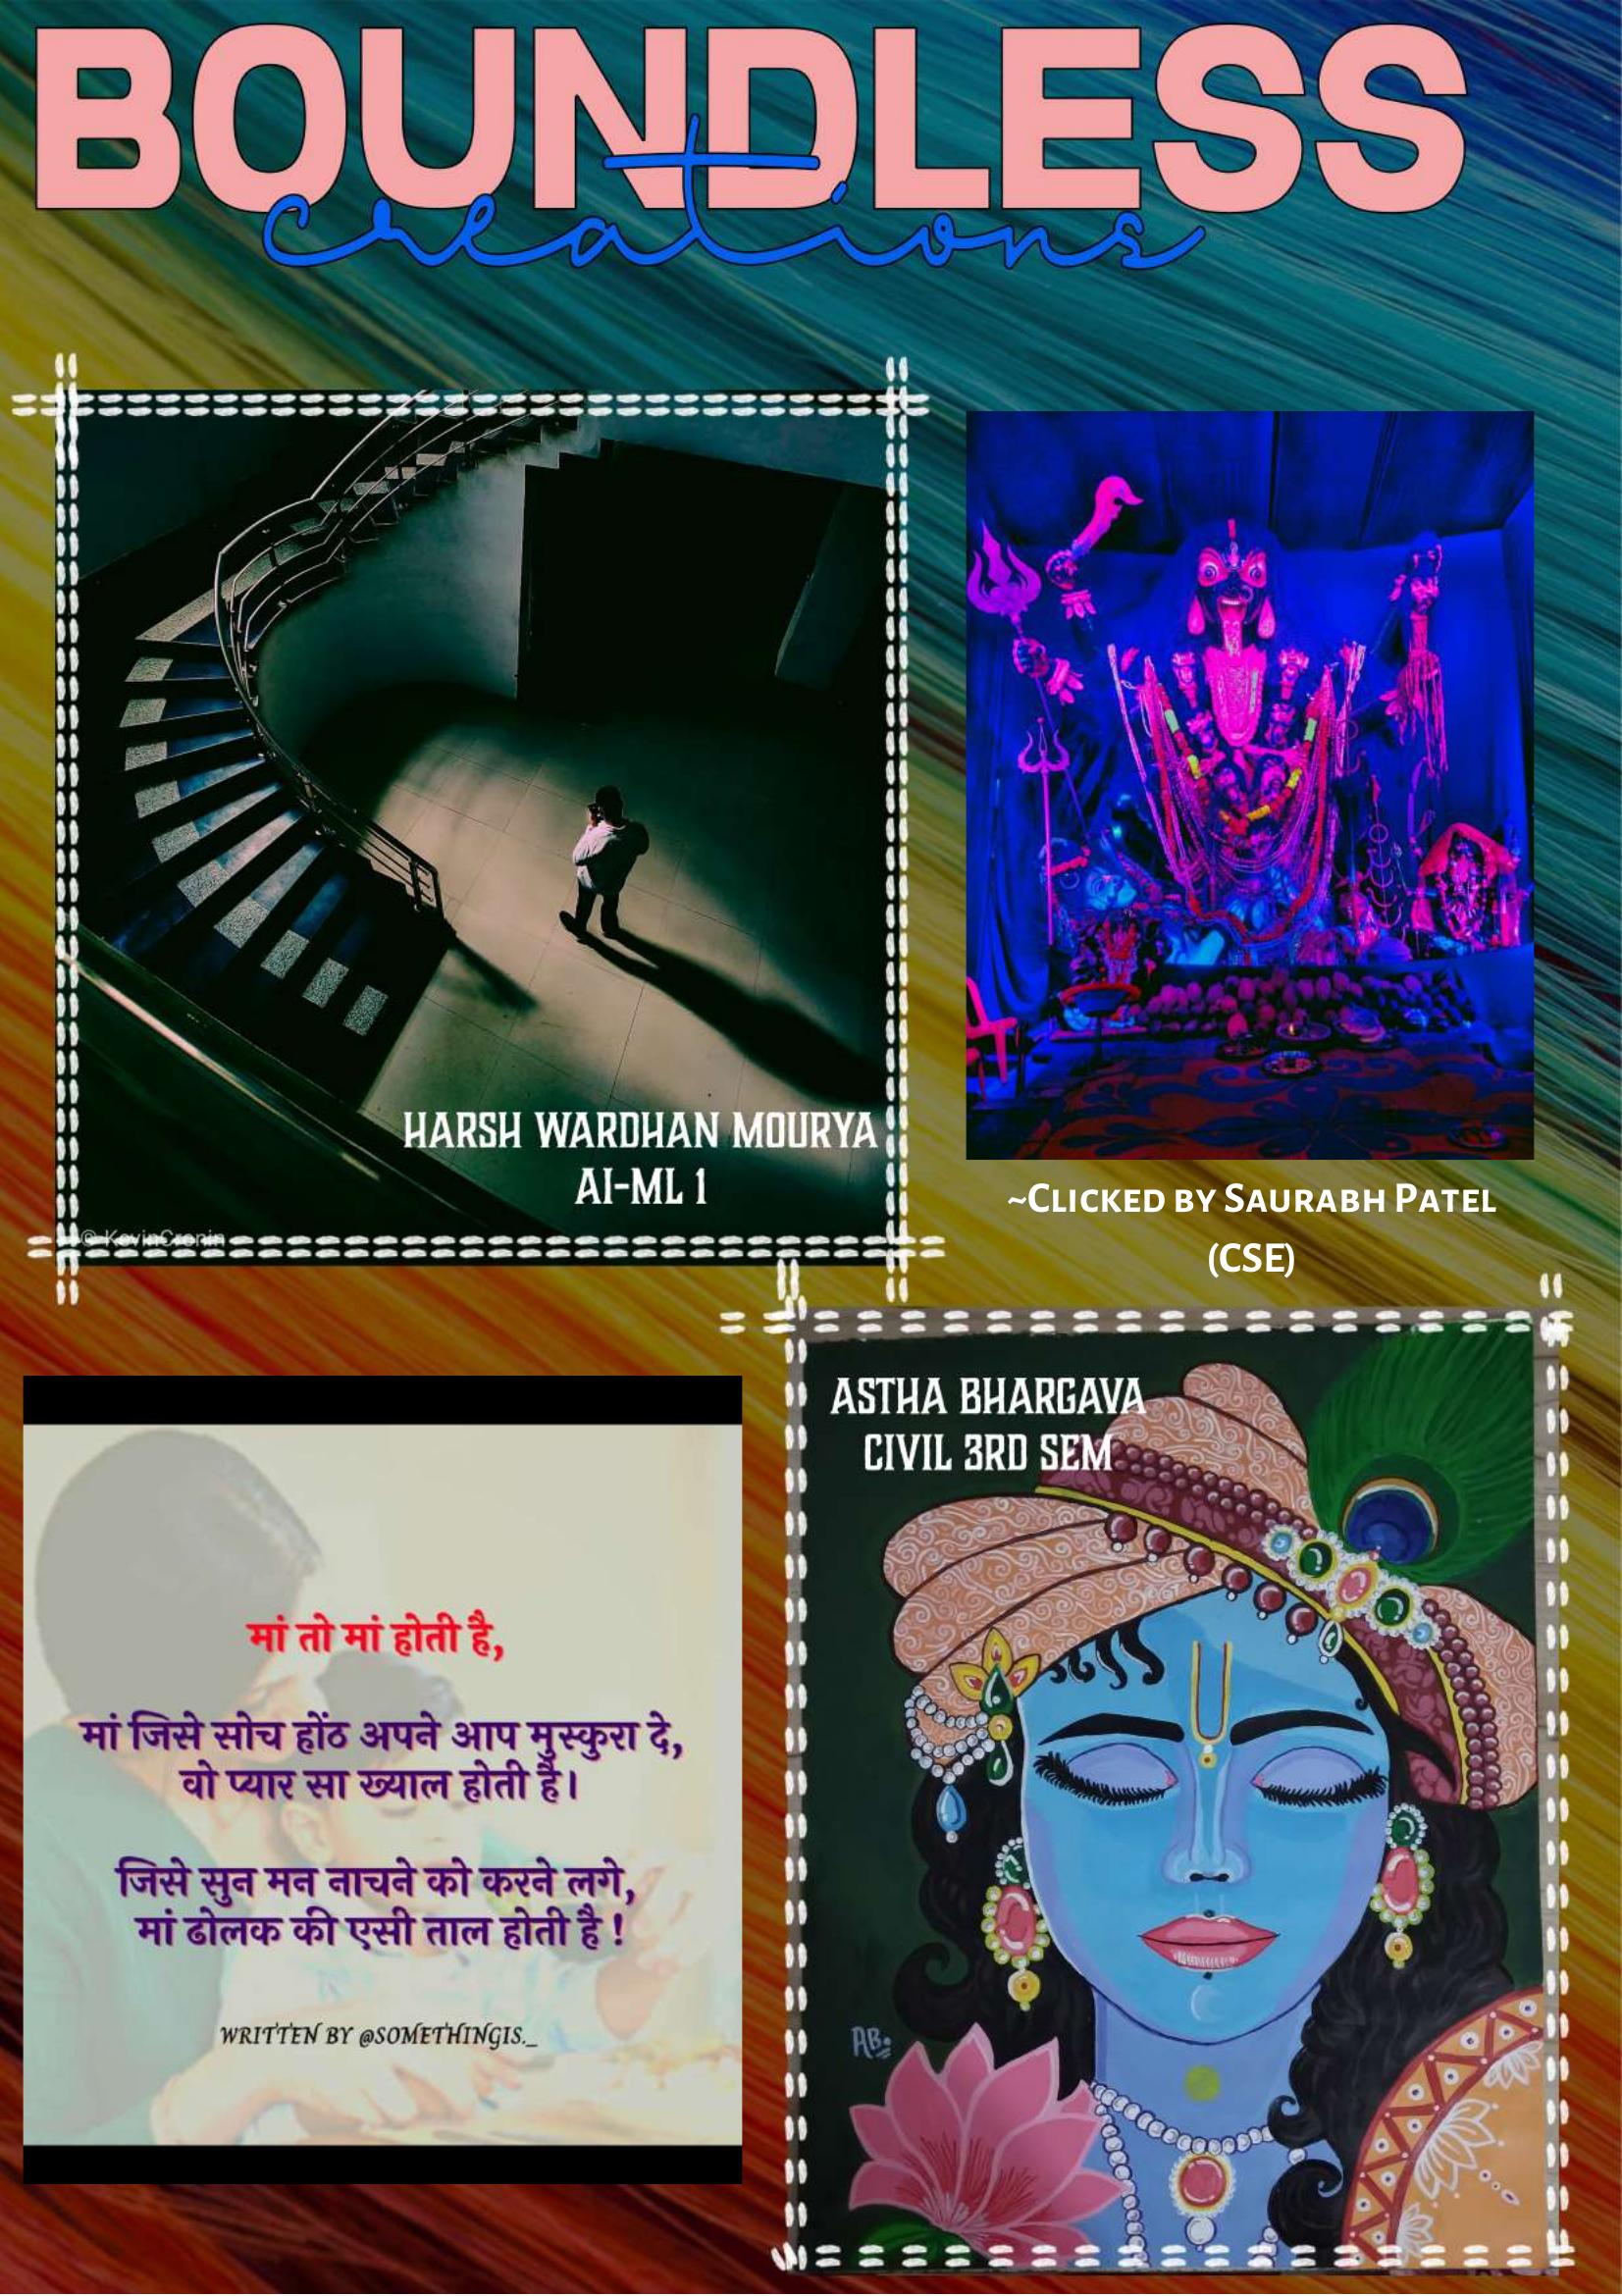 BOUNDLESS
creations
HARSH WARDHAN MOURYA
AI-ML 1
© KevinCronin
~CLICKED BY SAURABH PATEL
(CSE)
ASTHA BHARGAVA
CIVIL 3RD SEM
मां तो मां होती है,
मां जिसे सोच होंठ अपने आप मुस्कुरा दे,
वो प्यार सा ख्याल होती है।
जिसे सुन मन नाचने को करने लगे,
मां ढोलक की एसी ताल होती है !
WRITTEN BY @SOMETHINGIS._
AB.